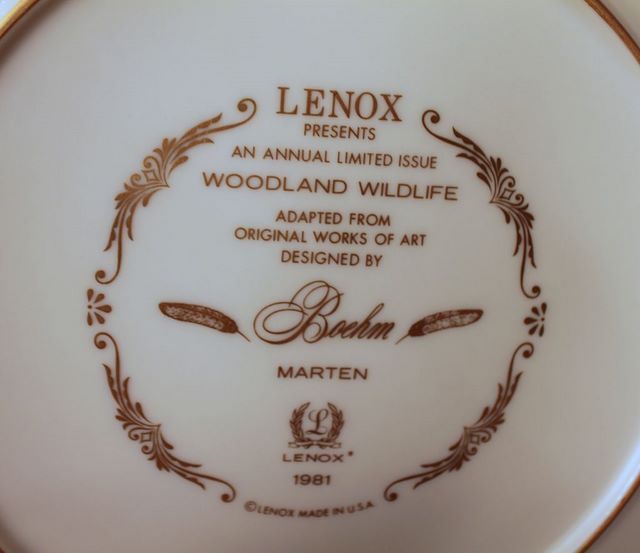 LENOX
PRESENTS
AN ANNUAL LIMITED ISSUE
WOODLAND WILDLIFE
ADAPTED FROM
ORIGINAL WORKS OF ART
DESIGNED BY
Boehm
MARTEN
L
LENOX®
1981
© LENOX MADE IN U.S.A.